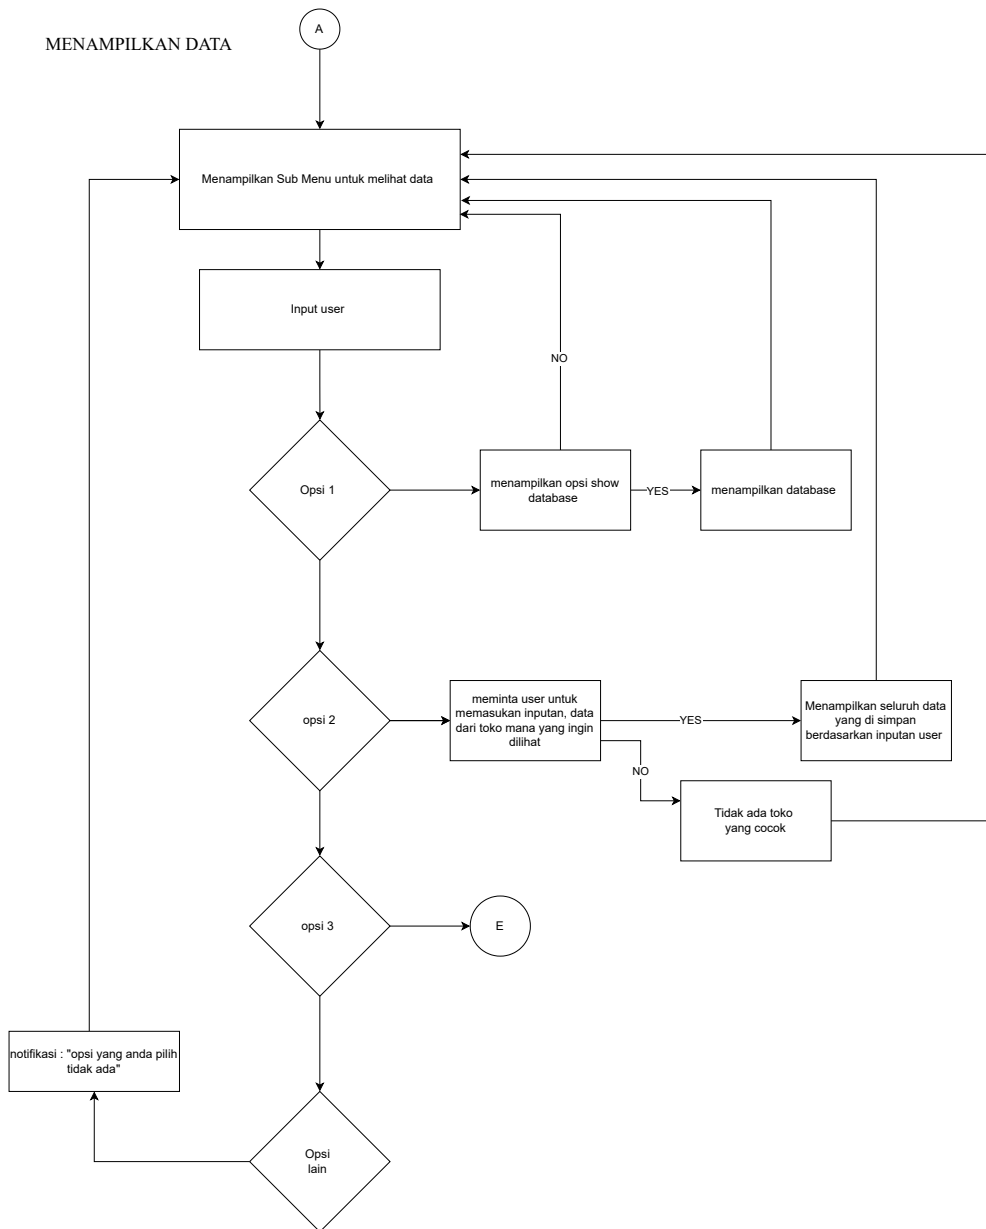 A
MENAMPILKAN DATA
Menampilkan Sub Menu untuk melihat data
Input user
NO
Opsi 1
menampilkan opsi show
database
YES
menampilkan database
opsi 2
meminta user untuk
memasukan inputan, data
dari toko mana yang ingin
dilihat
YES
Menampilkan seluruh data
yang di simpan
berdasarkan inputan user
NO
Tidak ada toko
yang cocok
opsi 3
E
notifikasi : "opsi yang anda pilih
tidak ada"
Opsi
lain